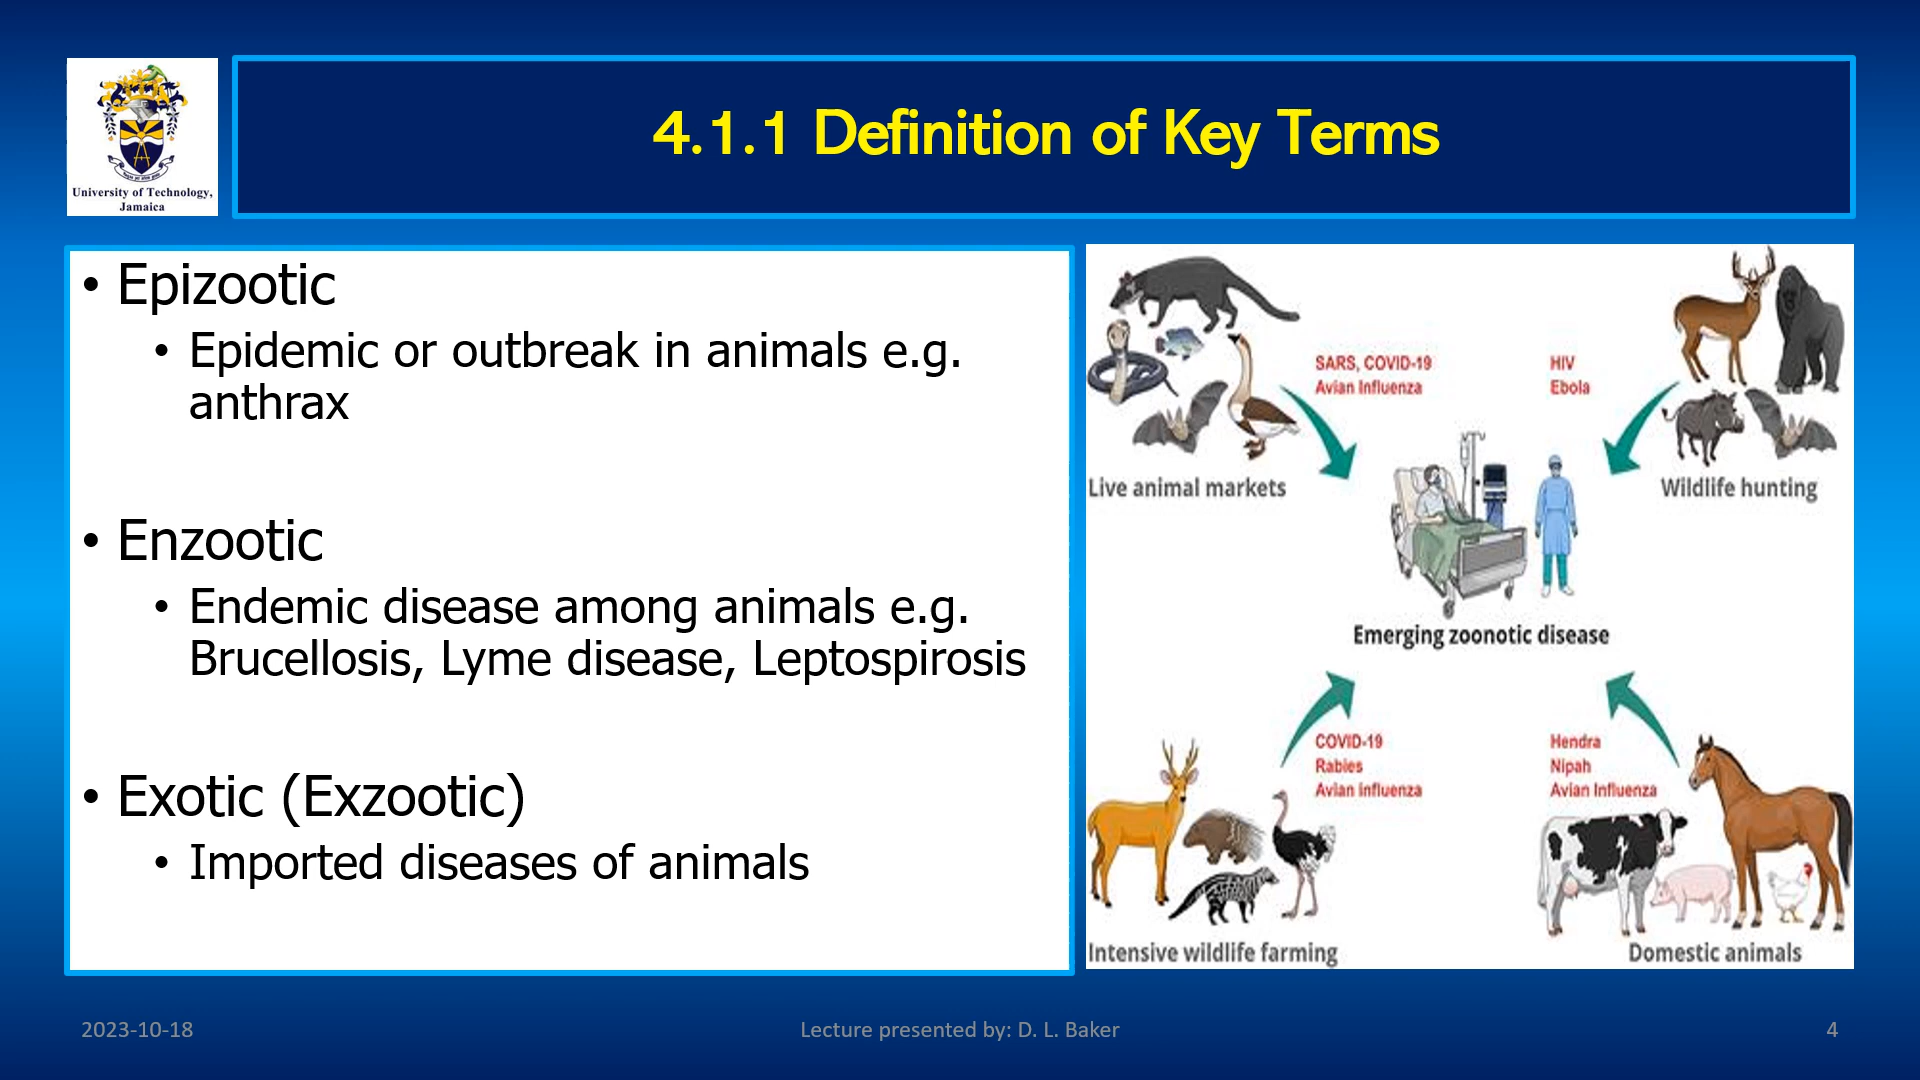 University of Technology,
Jamaica
4.1.1 Definition of Key Terms
• Epizootic
• Epidemic or outbreak in animals e.g.
anthrax
• Enzootic
• Endemic disease among animals e.g.
Brucellosis, Lyme disease, Leptospirosis
• Exotic (Exzootic)
• Imported diseases of animals
SARS, COVID-19
Avian Influenza
HIV
Ebola
Live animal markets
Wildlife hunting
Emerging zoonotic disease
COVID-19
Rabies
Avian influenza
Hendra
Nipah
Avian Influenza
Intensive wildlife farming
Domestic animals
2023-10-18
Lecture presented by: D. L. Baker
4